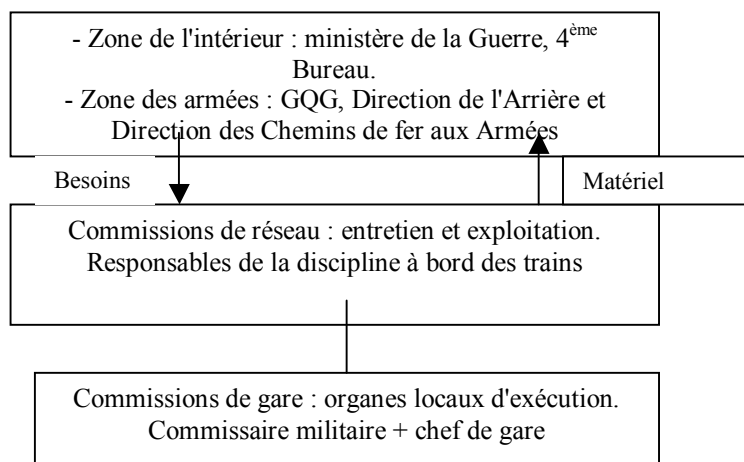 - Zone de l'intérieur : ministère de la Guerre, 4ème
Bureau.
- Zone des armées : GQG, Direction de l'Arrière et
Direction des Chemins de fer aux Armées
Besoins
Matériel
Commissions de réseau : entretien et exploitation.
Responsables de la discipline à bord des trains
Commissions de gare : organes locaux d'exécution.
Commissaire militaire + chef de gare